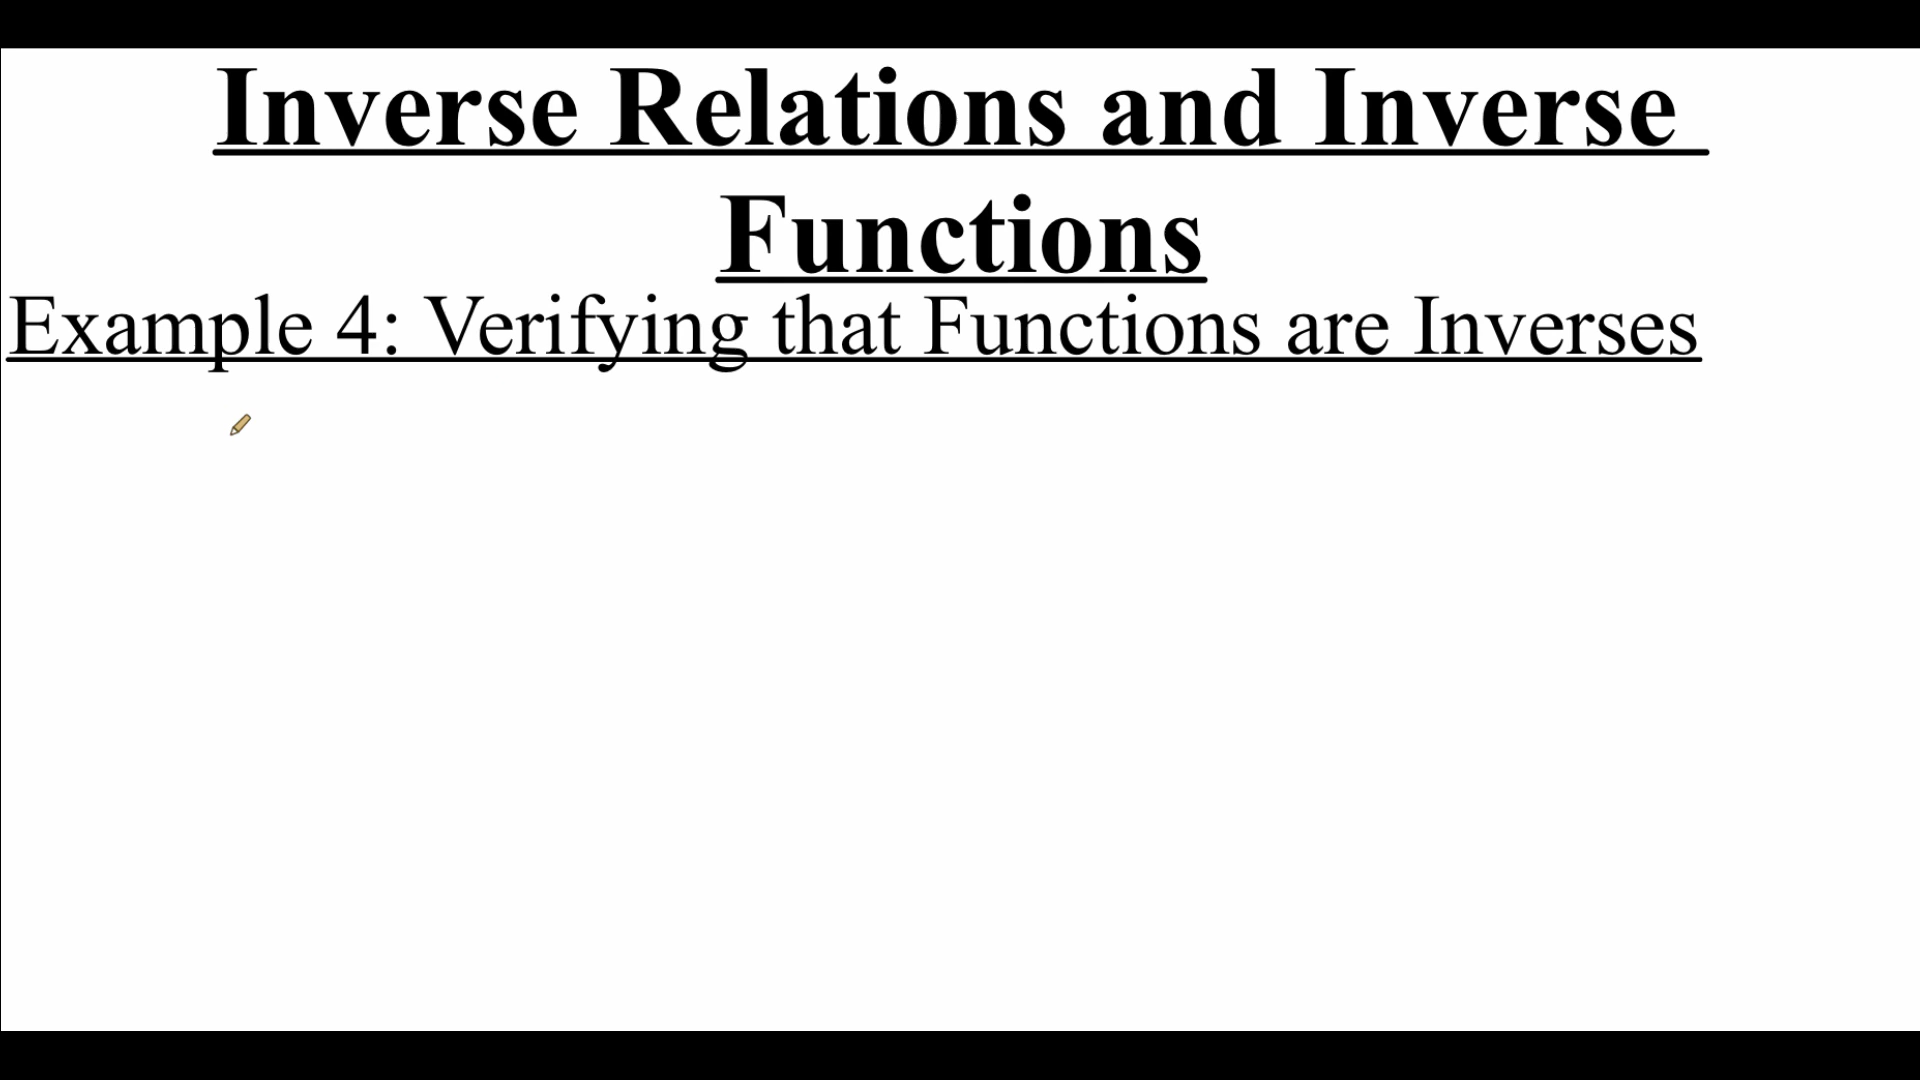 Inverse Relations and Inverse
Functions
Example 4: Verifying that Functions are Inverses